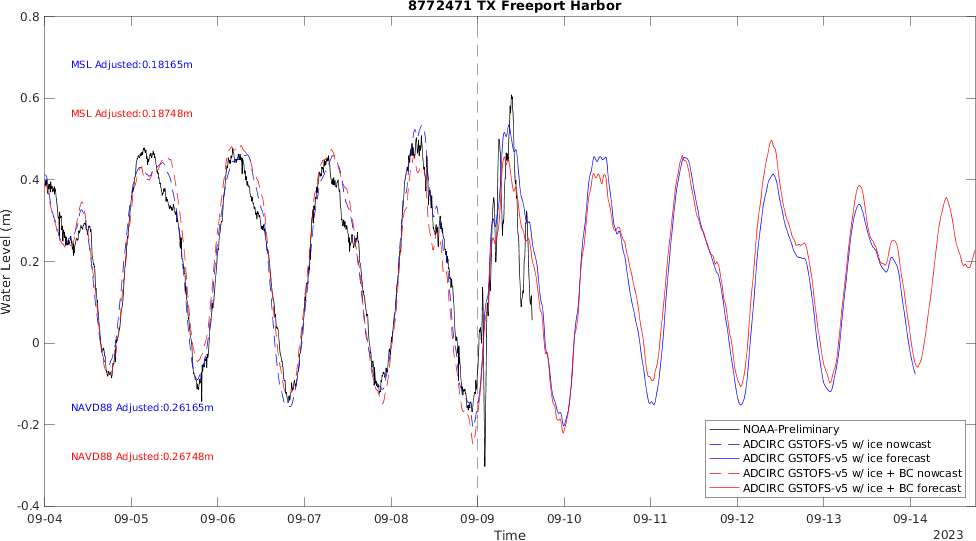 8772471 TX Freeport Harbor
0.8
MSL Adjusted:0.18165m
0.6
MSL Adjusted:0.18748m
0.4
Water Level (m)
0.2
0
NAVD88 Adjusted:0.26165m
-0.2
NAVD88 Adjusted:0.26748m
-0.4
NOAA-Preliminary
ADCIRC GSTOFS-v5 w/ ice nowcast
ADCIRC GSTOFS-v5 w/ ice forecast
ADCIRC GSTOFS-v5 w/ ice + BC nowcast
ADCIRC GSTOFS-v5 w/ ice + BC forecast
09-04 09-05 09-06 09-07 09-08 09-09 09-10 09-11 09-12 09-13 09-14
Time
2023